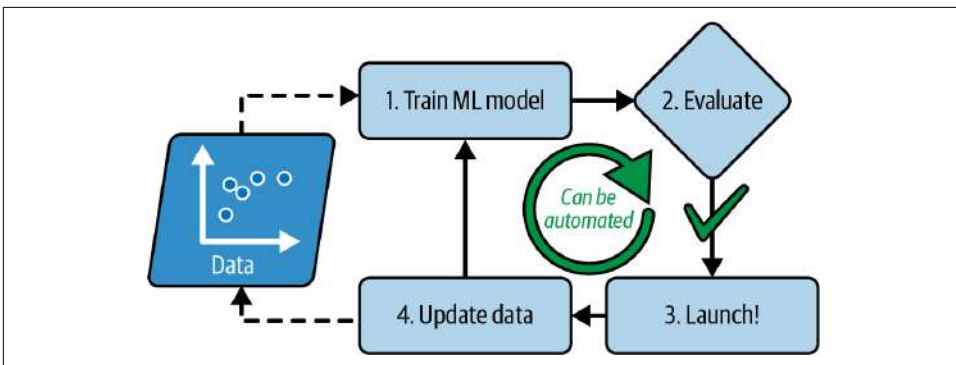 1. Train ML model
2. Evaluate
Can be
automated
Data
4. Update data
3. Launch!